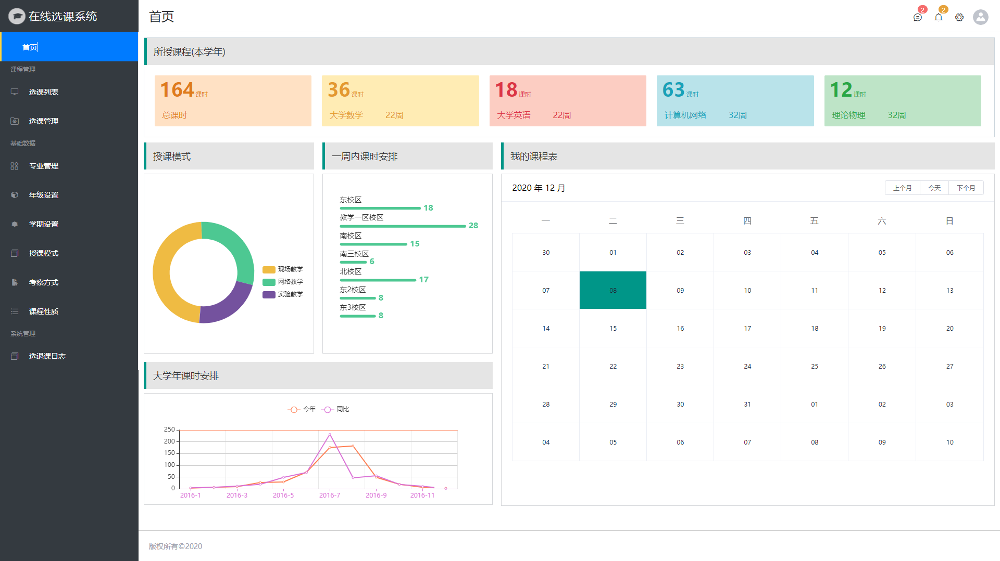 在线选课系统
首页
课程管理
选课列表
选课管理
基础数据
专业管理
年级设置
学期设置
授课模式
考察方式
课程性质
系统管理
选退课日志
首页
2
2
所授课程(本学年)
164课时
总课时
36课时
大学数学 22周
18课时
大学英语 22周
63课时
计算机网络 32周
12课时
理论物理 32周
授课模式
现场教学
网络教学
实验教学
一周内课时安排
东校区
18
教学一区校区
28
南校区
15
南三校区
6
北校区
17
东2校区
8
东3校区
8
大学年课时安排
今年 同比
250
200
150
100
50
0
2016-1 2016-3 2016-5 2016-7 2016-9 2016-11
我的课程表
2020 年 12 月
上个月 今天 下个月
一 二 三 四 五 六 日
30 01 02 03 04 05 06
07 08 09 10 11 12 13
14 15 16 17 18 19 20
21 22 23 24 25 26 27
28 29 30 31 01 02 03
04 05 06 07 08 09 10
版权所有©2020